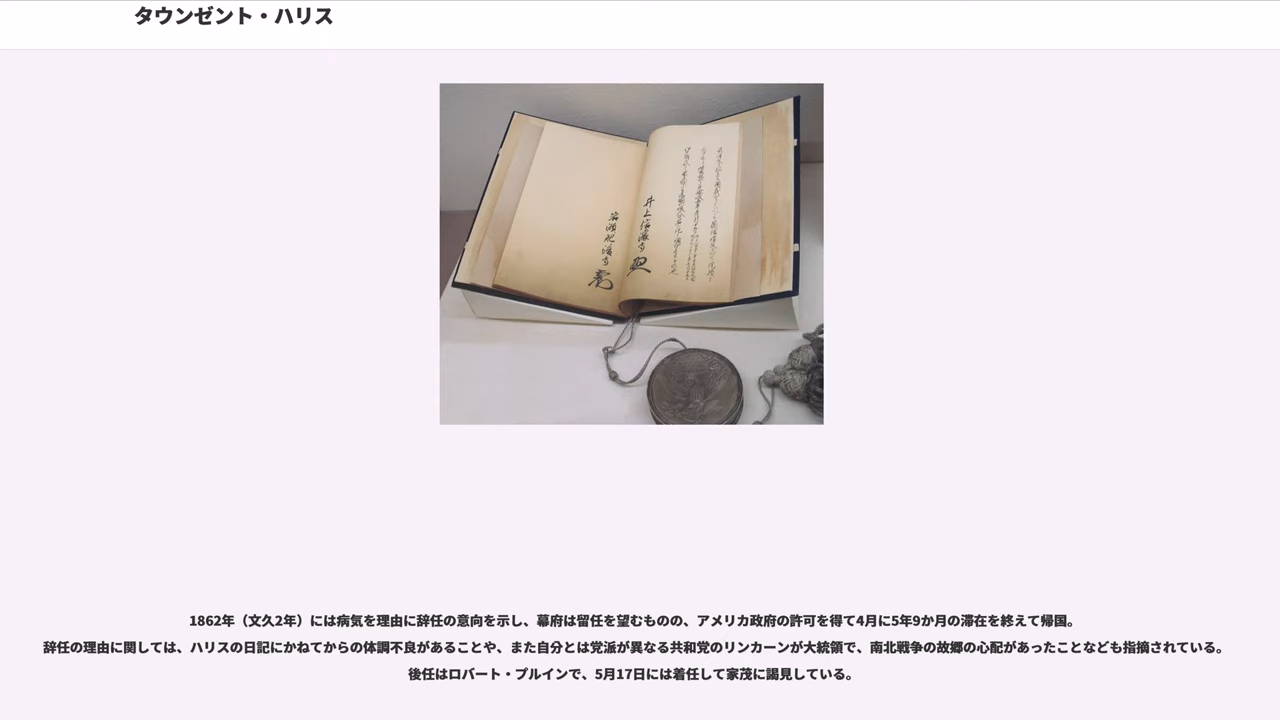 タウンゼント・ハリス
井上信濃守
岩瀬肥後守
1862年（文久2年）には病気を理由に辞任の意向を示し、幕府は留任を望むものの、アメリカ政府の許可を得て4月に5年9か月の滞在を終えて帰国。
辞任の理由に関しては、ハリスの日記にかねてからの体調不良があることや、また自分とは党派が異なる共和党のリンカーンが大統領で、南北戦争の故郷の心配があったことなども指摘されている。
後任はロバート・プルインで、5月17日には着任して家茂に謁見している。